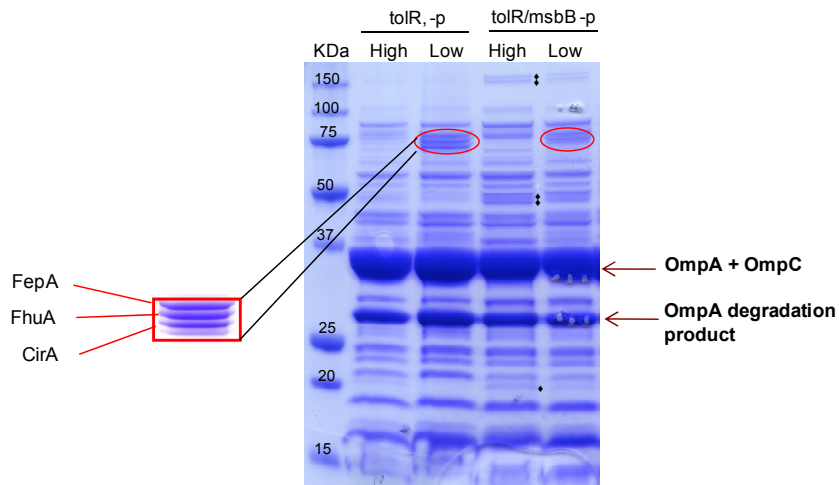 tolR, -p
tolR/msbB -p
KDa
High
Low
High
Low
150
100
75
50
37
25
20
15
FepA
FhuA
CirA
OmpA + OmpC
OmpA degradation
product